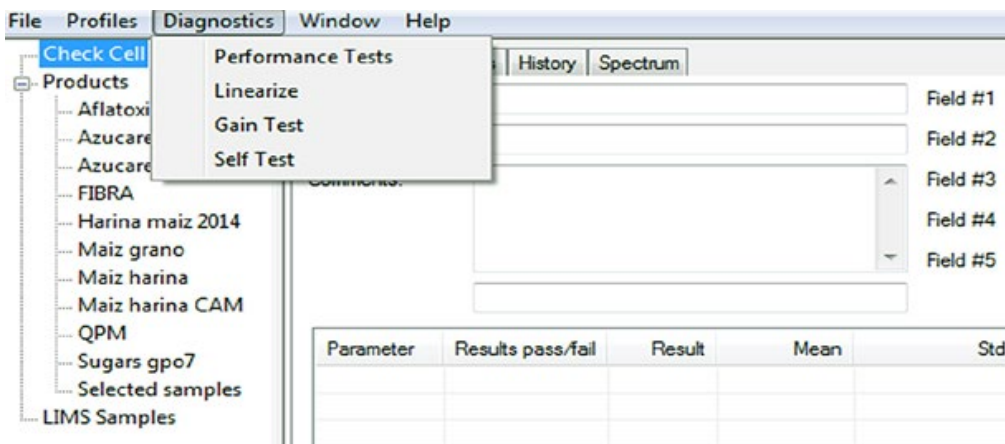 File Profiles Diagnostics Window Help
Check Cell
Performance Tests
Linearize
Gain Test
Self Test
History Spectrum
Products
Aflatoxi
Azucare
Azucare
FIBRA
Harina maiz 2014
Maiz grano
Maiz harina
Maiz harina CAM
QPM
Sugars gpo7
Selected samples
LIMS Samples
Field #1
Field #2
Field #3
Field #4
Field #5
Parameter Results pass/fail Result Mean Std